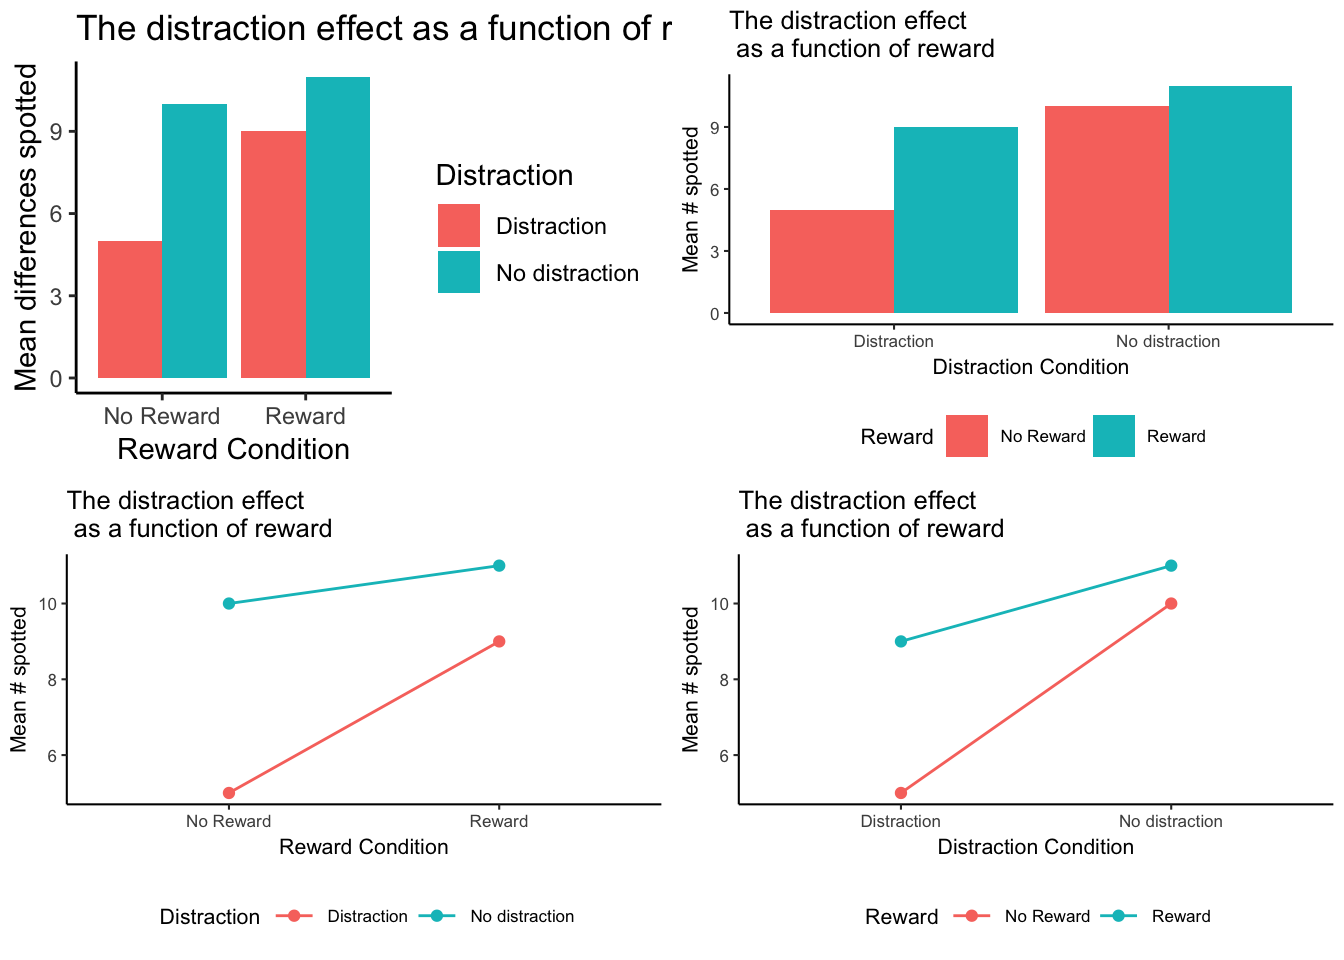 The distraction effect as a function of r
Mean differences spotted
9
6
3
0
No Reward Reward
Reward Condition
Distraction
Distraction
No distraction
The distraction effect
as a function of reward
Mean # spotted
9
6
3
0
Distraction No distraction
Distraction Condition
Reward No Reward Reward
The distraction effect
as a function of reward
Mean # spotted
10
8
6
No Reward Reward
Reward Condition
Distraction Distraction No distraction
The distraction effect
as a function of reward
Mean # spotted
10
8
6
Distraction No distraction
Distraction Condition
Reward No Reward Reward